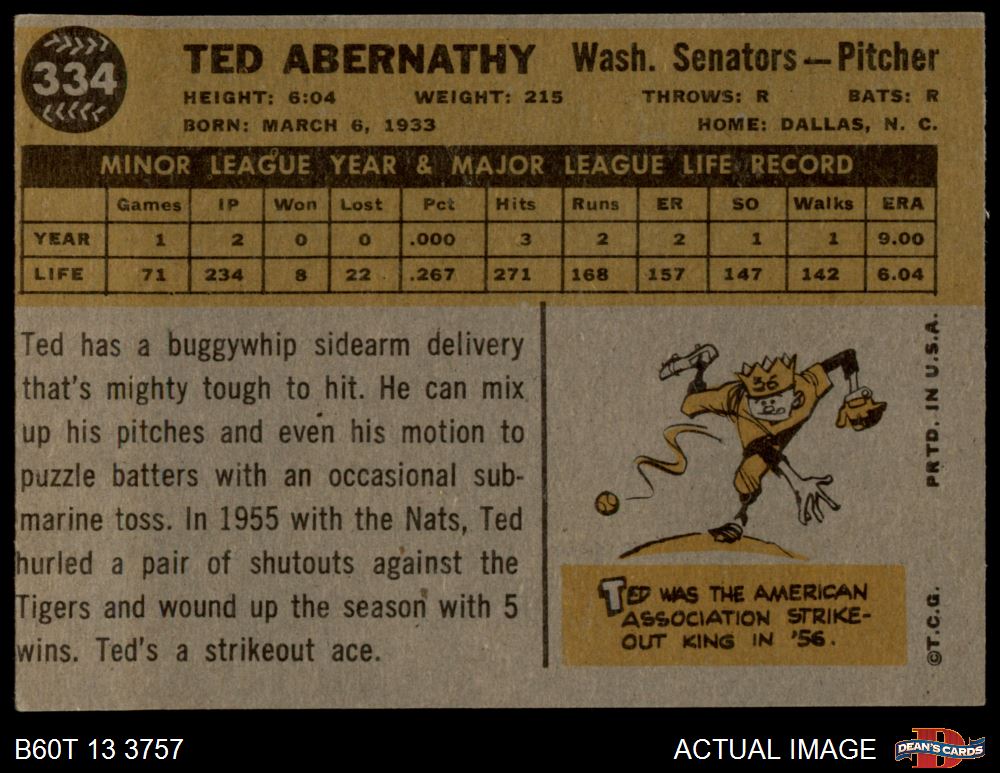 334
TED ABERNATHY Wash. Senators—Pitcher
HEIGHT: 6:04 WEIGHT: 215 THROWS: R BATS: R
BORN: MARCH 6, 1933 HOME: DALLAS, N. C.
MINOR LEAGUE YEAR & MAJOR LEAGUE LIFE RECORD
Games IP Won Lost Pct Hits Runs ER SO Walks ERA
YEAR 1 2 0 0 .000 3 2 2 1 1 9.00
LIFE 71 234 8 22 .267 271 168 157 147 142 6.04
Ted has a buggywhip sidearm delivery
that's mighty tough to hit. He can mix
up his pitches and even his motion to
puzzle batters with an occasional sub-
marine toss. In 1955 with the Nats, Ted
hurled a pair of shutouts against the
Tigers and wound up the season with 5
wins. Ted's a strikeout ace.
56
TED WAS THE AMERICAN
ASSOCIATION STRIKE-
OUT KING IN '56.
PRTD. IN U.S.A.
©T.C.G.
B60T 13 3757
ACTUAL IMAGE
D
DEAN'S CARDS